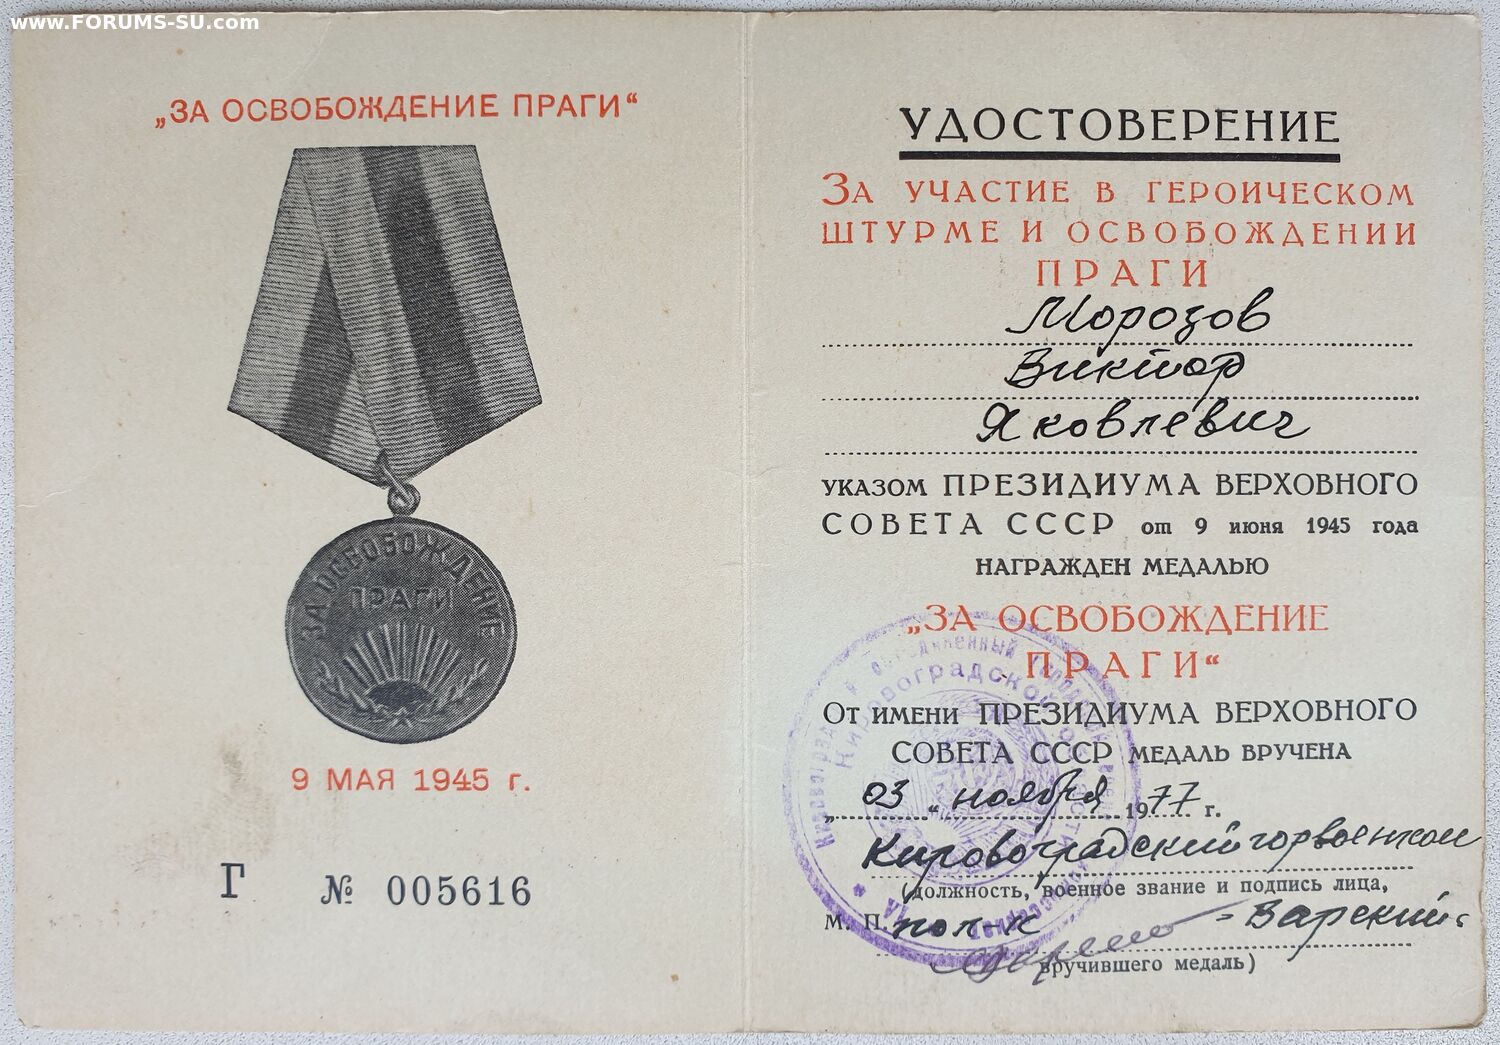 www.FORUMS-SU.com
„ЗА ОСВОБОЖДЕНИЕ ПРАГИ“
ЗА ОСВОБОЖДЕНИЕ
ПРАГИ
9 МАЯ 1945 г.
Г № 005616
УДОСТОВЕРЕНИЕ
ЗА УЧАСТИЕ В ГЕРОИЧЕСКОМ
ШТУРМЕ И ОСВОБОЖДЕНИИ
ПРАГИ
Морозов
Виктор
Яковлевич
УКАЗОМ ПРЕЗИДИУМА ВЕРХОВНОГО
СОВЕТА СССР от 9 июня 1945 года
НАГРАЖДЕН МЕДАЛЬЮ
„ЗА ОСВОБОЖДЕНИЕ
ПРАГИ“
ОТ ИМЕНИ ПРЕЗИДИУМА ВЕРХОВНОГО
СОВЕТА СССР МЕДАЛЬ ВРУЧЕНА
„03“ ноября 1977 г.
Кировоградский горвоенком
(должность, военное звание и подпись лица,
М. П. пол-к - Варский
вручившего медаль)
Кировоградской